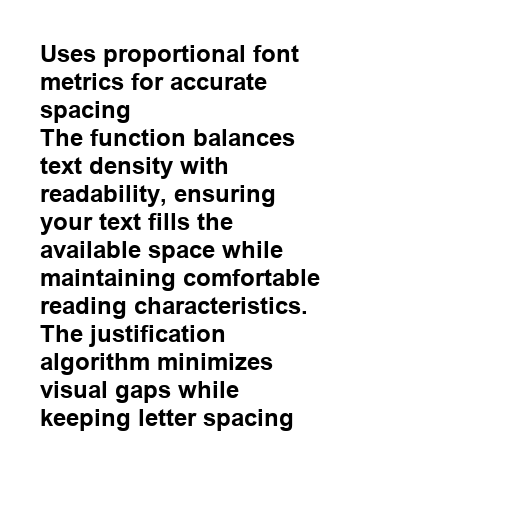 Uses proportional font
metrics for accurate
spacing
The function balances
text density with
readability, ensuring
your text fills the
available space while
maintaining comfortable
reading characteristics.
The justification
algorithm minimizes
visual gaps while
keeping letter spacing